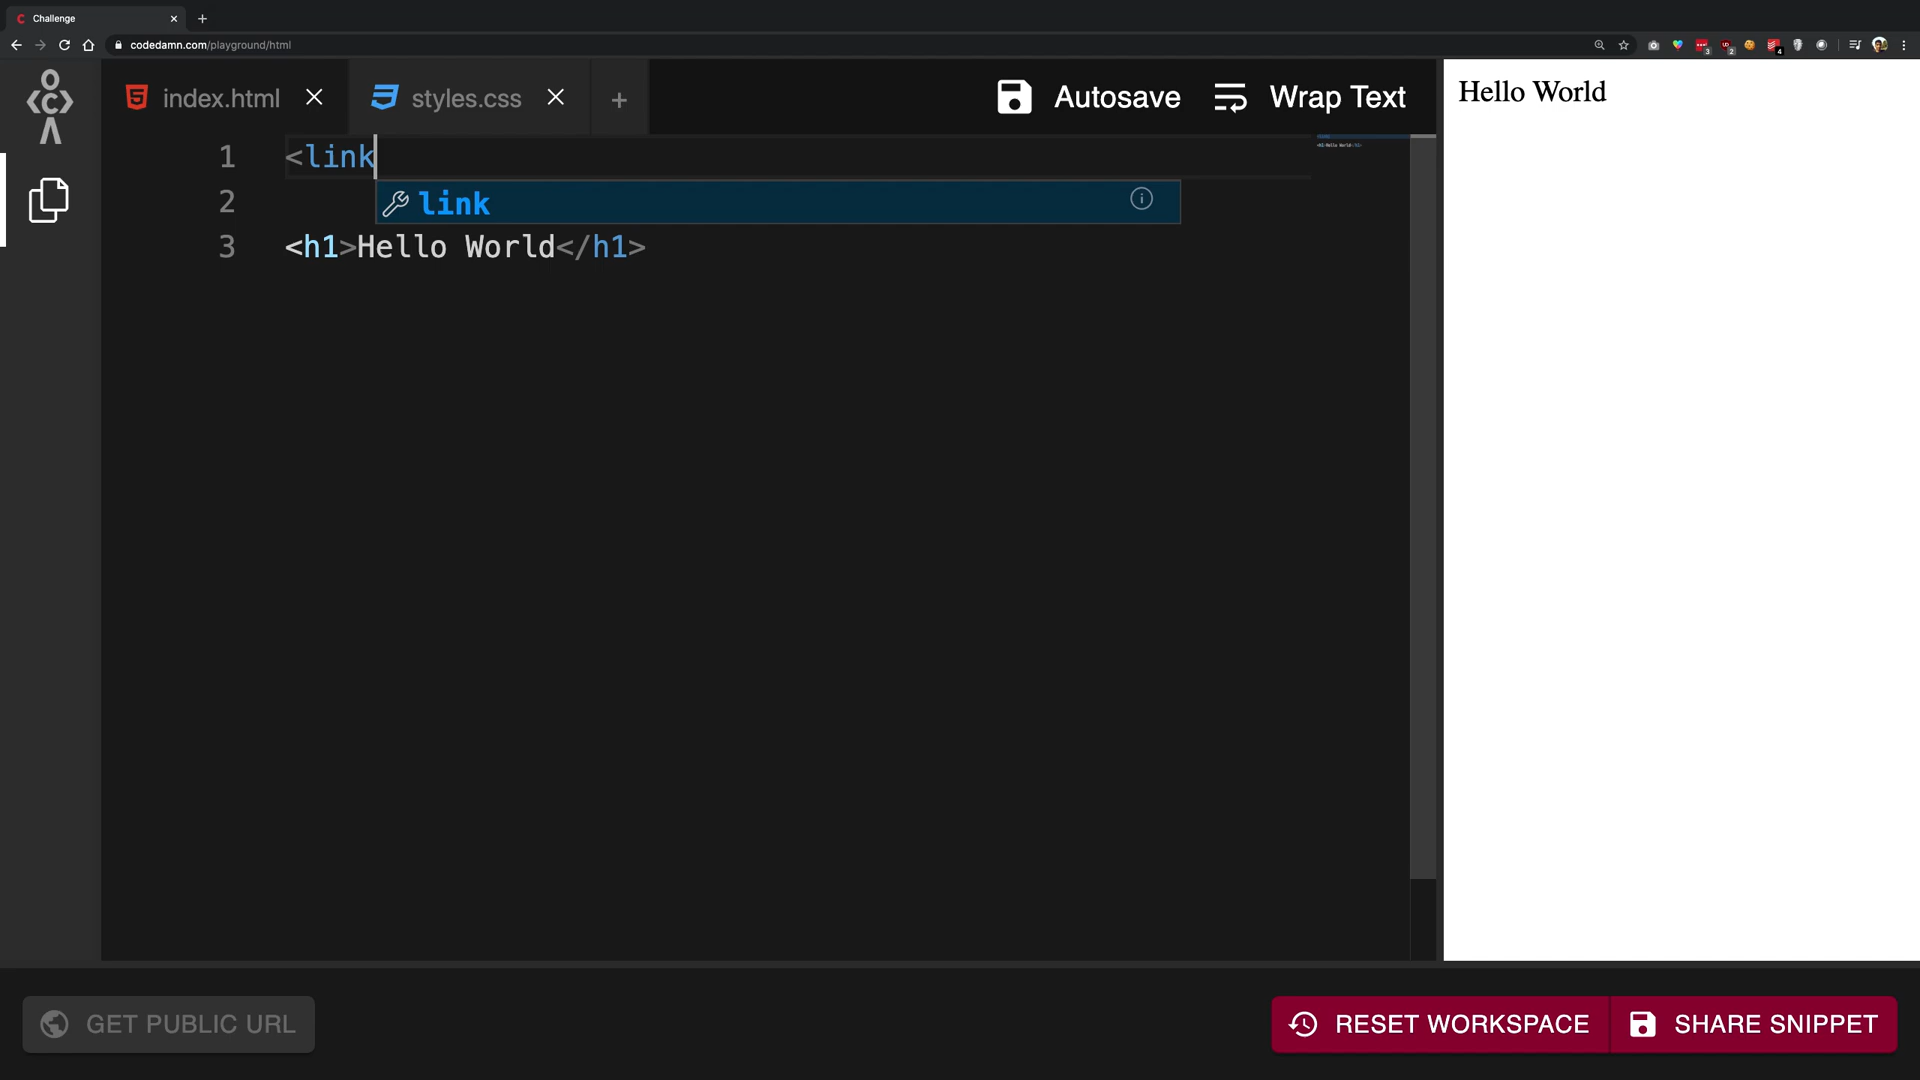 Challenge
codedamn.com/playground/html
index.html
styles.css
Autosave
Wrap Text
Hello World
1 <link
link
2
3 <h1>Hello World</h1>
GET PUBLIC URL
RESET WORKSPACE
SHARE SNIPPET